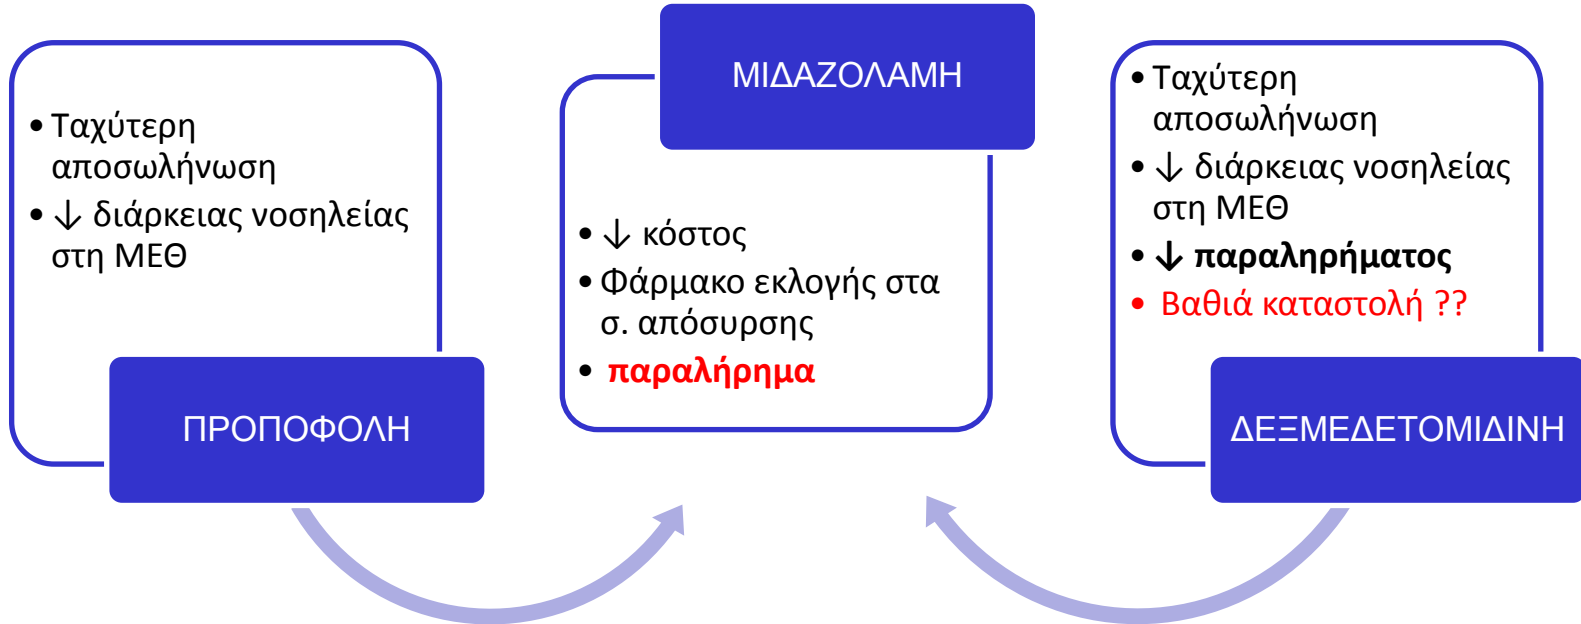 • Ταχύτερη
αποσωλήνωση
• ↓ διάρκειας νοσηλείας
στη ΜΕΘ
ΠΡΟΠΟΦΟΛΗ
ΜΙΔΑΖΟΛΑΜΗ
• ↓ κόστος
• Φάρμακο εκλογής στα
σ. απόσυρσης
• παραλήρημα
• Ταχύτερη
αποσωλήνωση
• ↓ διάρκειας νοσηλείας
στη ΜΕΘ
• ↓ παραληρήματος
• Βαθιά καταστολή ??
ΔΕΞΜΕΔΕΤΟΜΙΔΙΝΗ